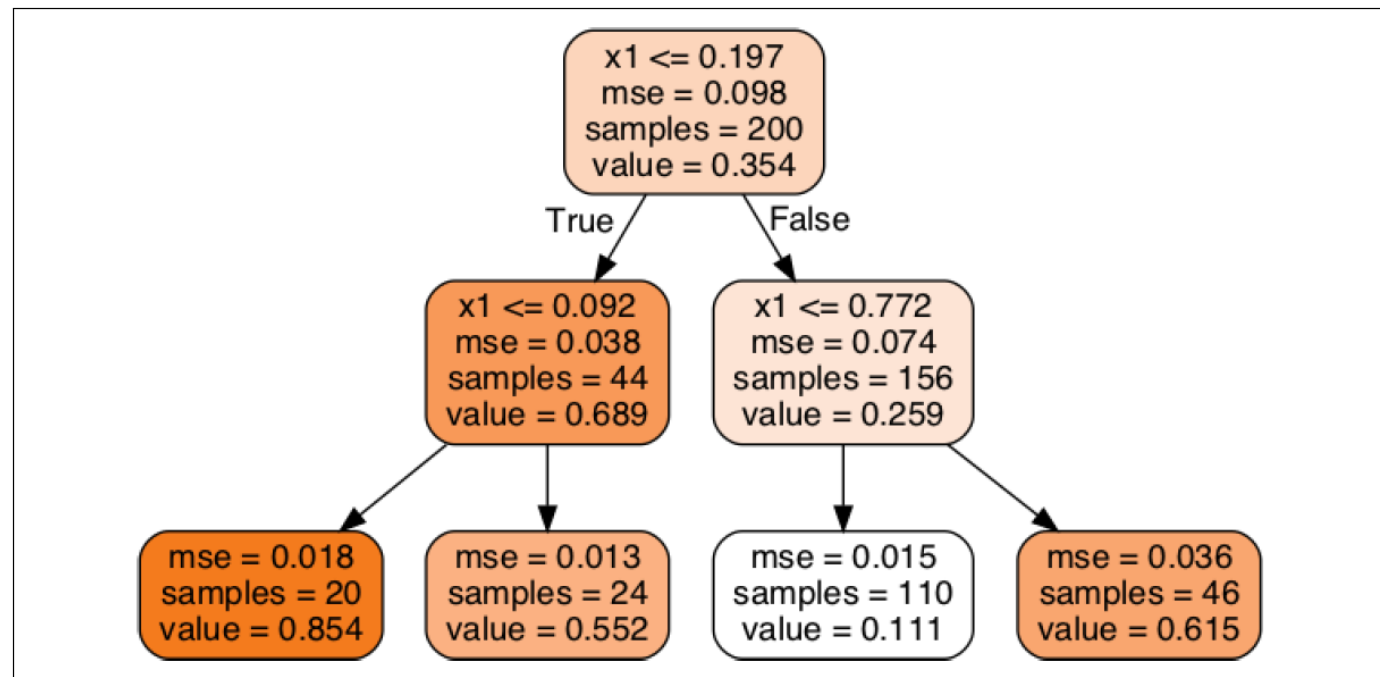 x1 <= 0.197
mse = 0.098
samples = 200
value = 0.354
True
False
x1 <= 0.092
mse = 0.038
samples = 44
value = 0.689
x1 <= 0.772
mse = 0.074
samples = 156
value = 0.259
mse = 0.018
samples = 20
value = 0.854
mse = 0.013
samples = 24
value = 0.552
mse = 0.015
samples = 110
value = 0.111
mse = 0.036
samples = 46
value = 0.615